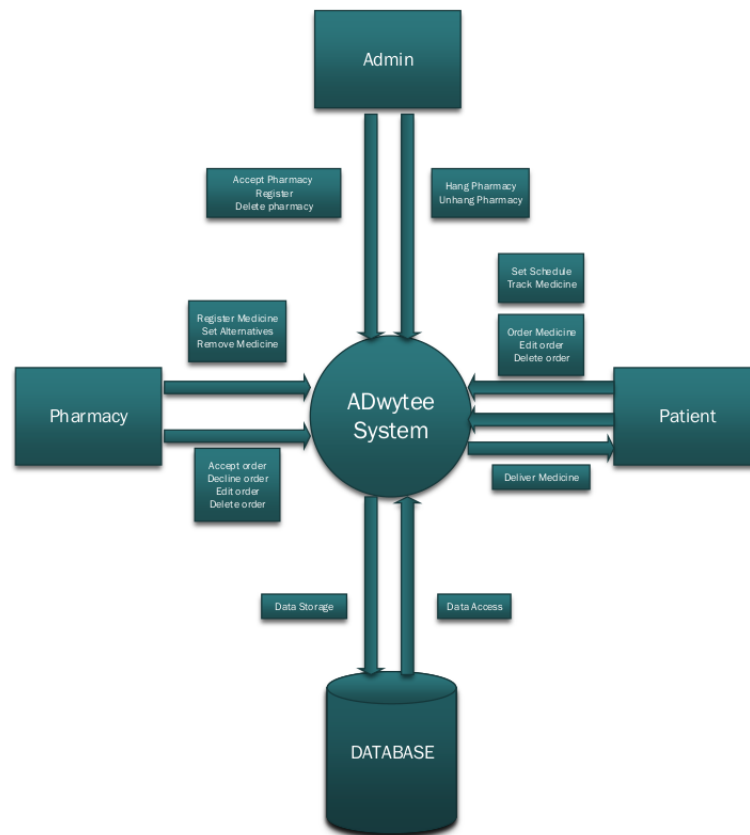 Admin
Accept Pharmacy
Register
Delete pharmacy
Hang Pharmacy
Unhang Pharmacy
Set Schedule
Track Medicine
Register Medicine
Set Alternatives
Remove Medicine
Order Medicine
Edit order
Delete order
Pharmacy
ADwytee
System
Patient
Accept order
Decline order
Edit order
Delete order
Deliver Medicine
Data Storage
Data Access
DATABASE